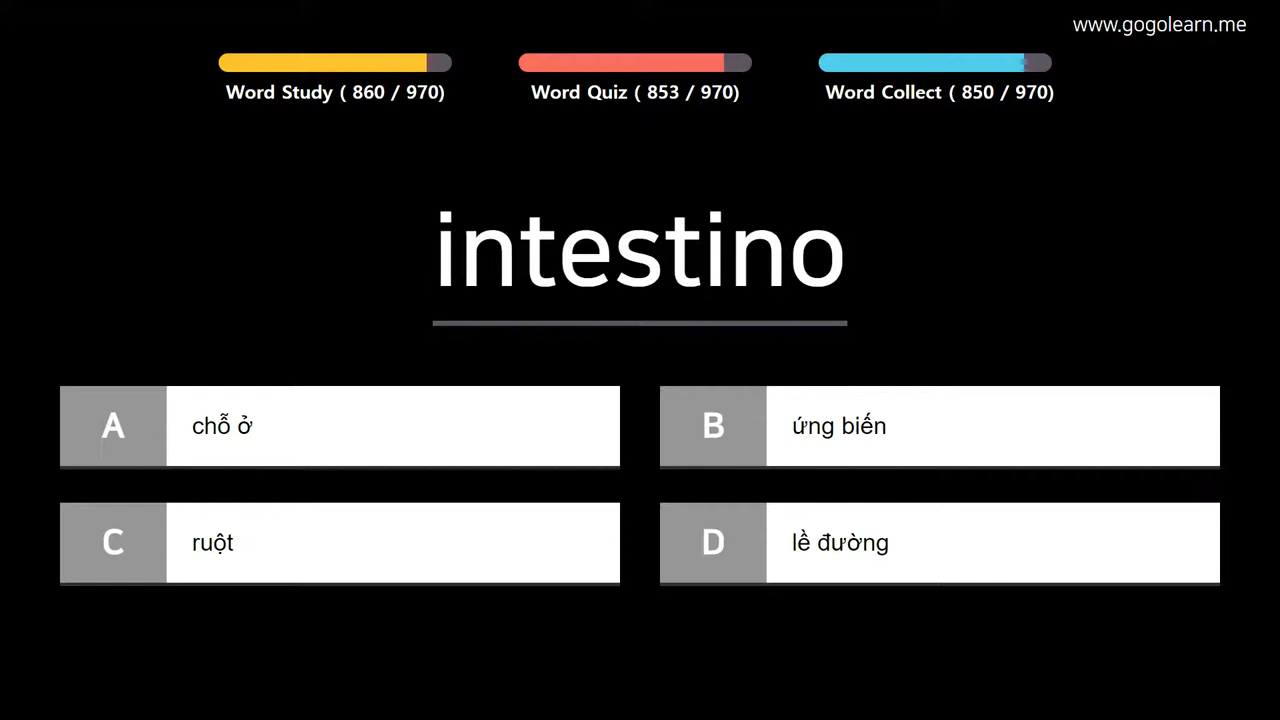 www.gogolearn.me
Word Study ( 860 / 970)
Word Quiz ( 853 / 970)
Word Collect ( 850 / 970)
intestino
A chỗ ở
B ứng biến
C ruột
D lề đường